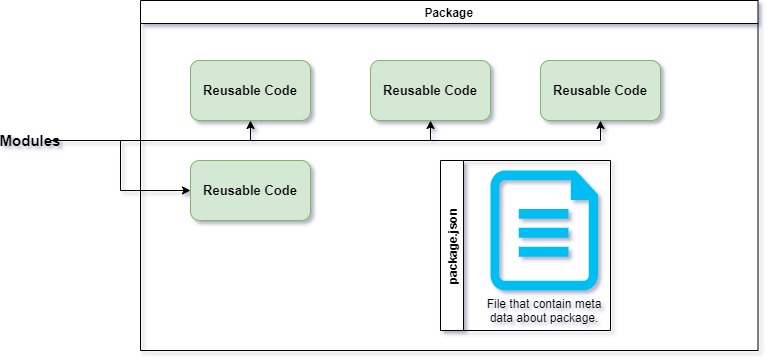 Package
Reusable Code
Reusable Code
Reusable Code
Modules
Reusable Code
package.json
File that contain meta
data about package.